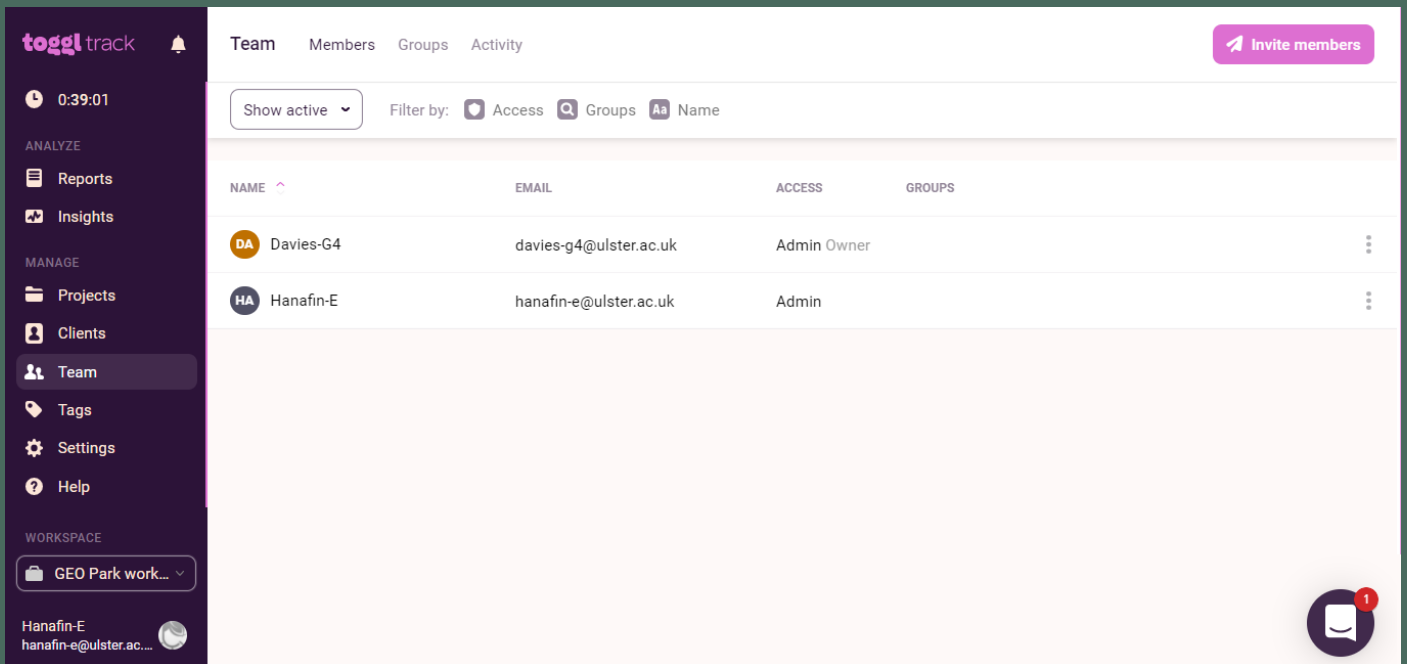 toggl track
0:39:01
ANALYZE
Reports
Insights
MANAGE
Projects
Clients
Team
Tags
Settings
Help
WORKSPACE
GEO Park work...
Hanafin-E
hanafin-e@ulster.ac....
Team Members Groups Activity Invite members
Show active Filter by: Access Groups Aa Name
NAME EMAIL ACCESS GROUPS
DA Davies-G4 davies-g4@ulster.ac.uk Admin Owner
HA Hanafin-E hanafin-e@ulster.ac.uk Admin
1